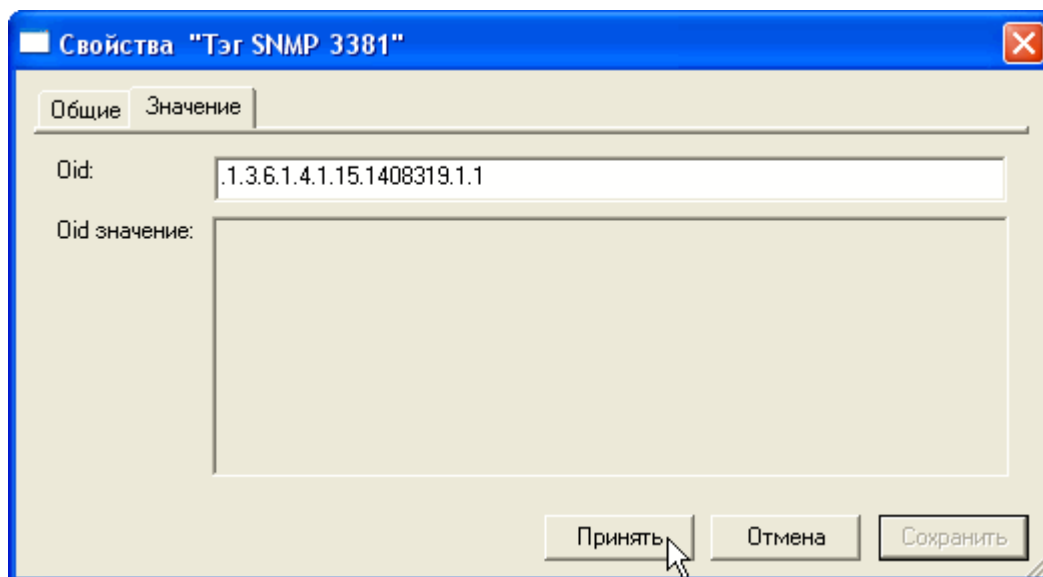 Свойства "Тэг SNMP 3381"
Общие Значение
Oid: .1.3.6.1.4.1.15.1408319.1.1
Oid значение:
Принять Отмена Сохранить